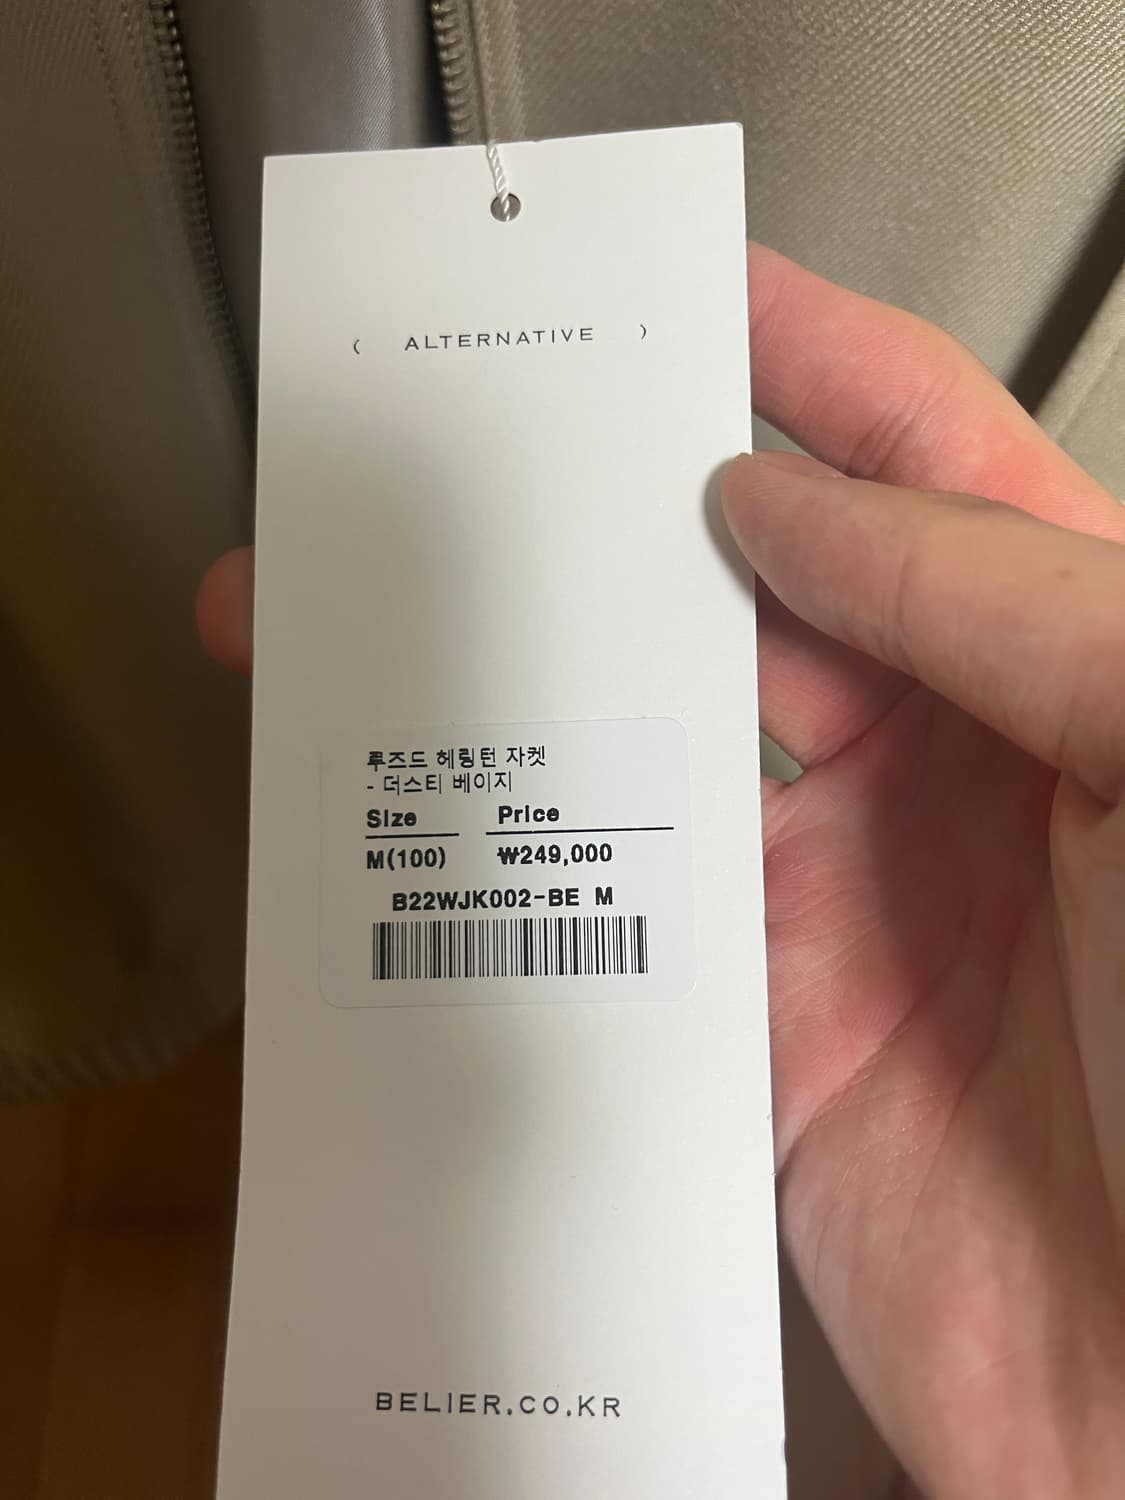 ( ALTERNATIVE )
루즈드 헤링턴 자켓
- 더스티 베이지
Size Price
M(100) ₩249,000
B22WJK002-BE M
BELIER.CO.KR